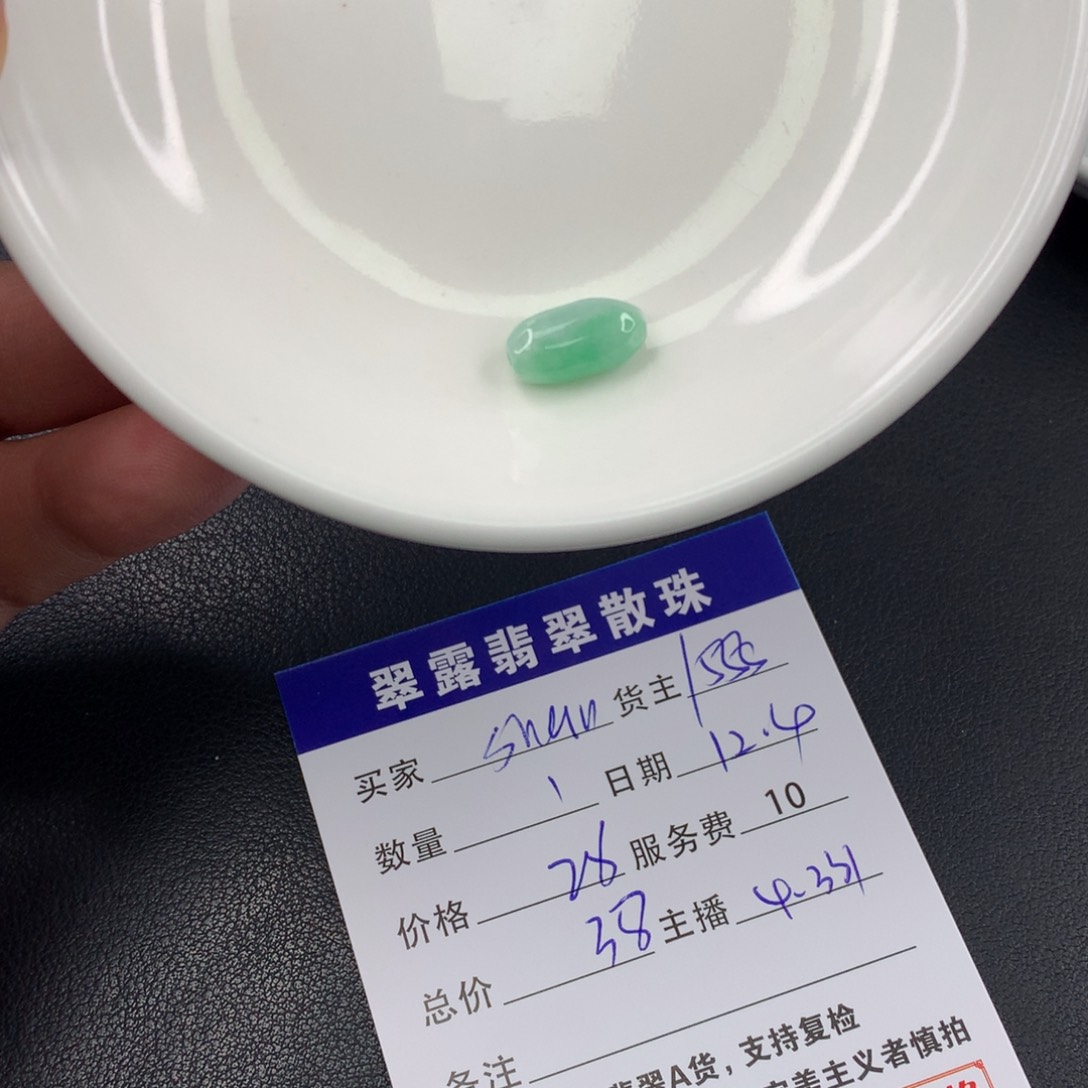 翠露翡翠散珠
买家 shan 货主 1555
数量 1 日期 12.4
价格 28 服务费 10
总价 38 主播 4-331
备注
翡翠A货，支持复检
完美主义者慎拍